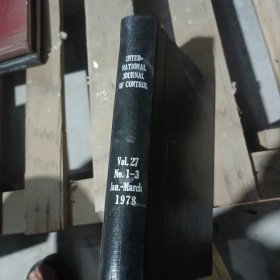 INTER-
NATIONAL
JOURNAL
OF CONTROL
Vol. 27
No. 1-3
Jan.-March
1978